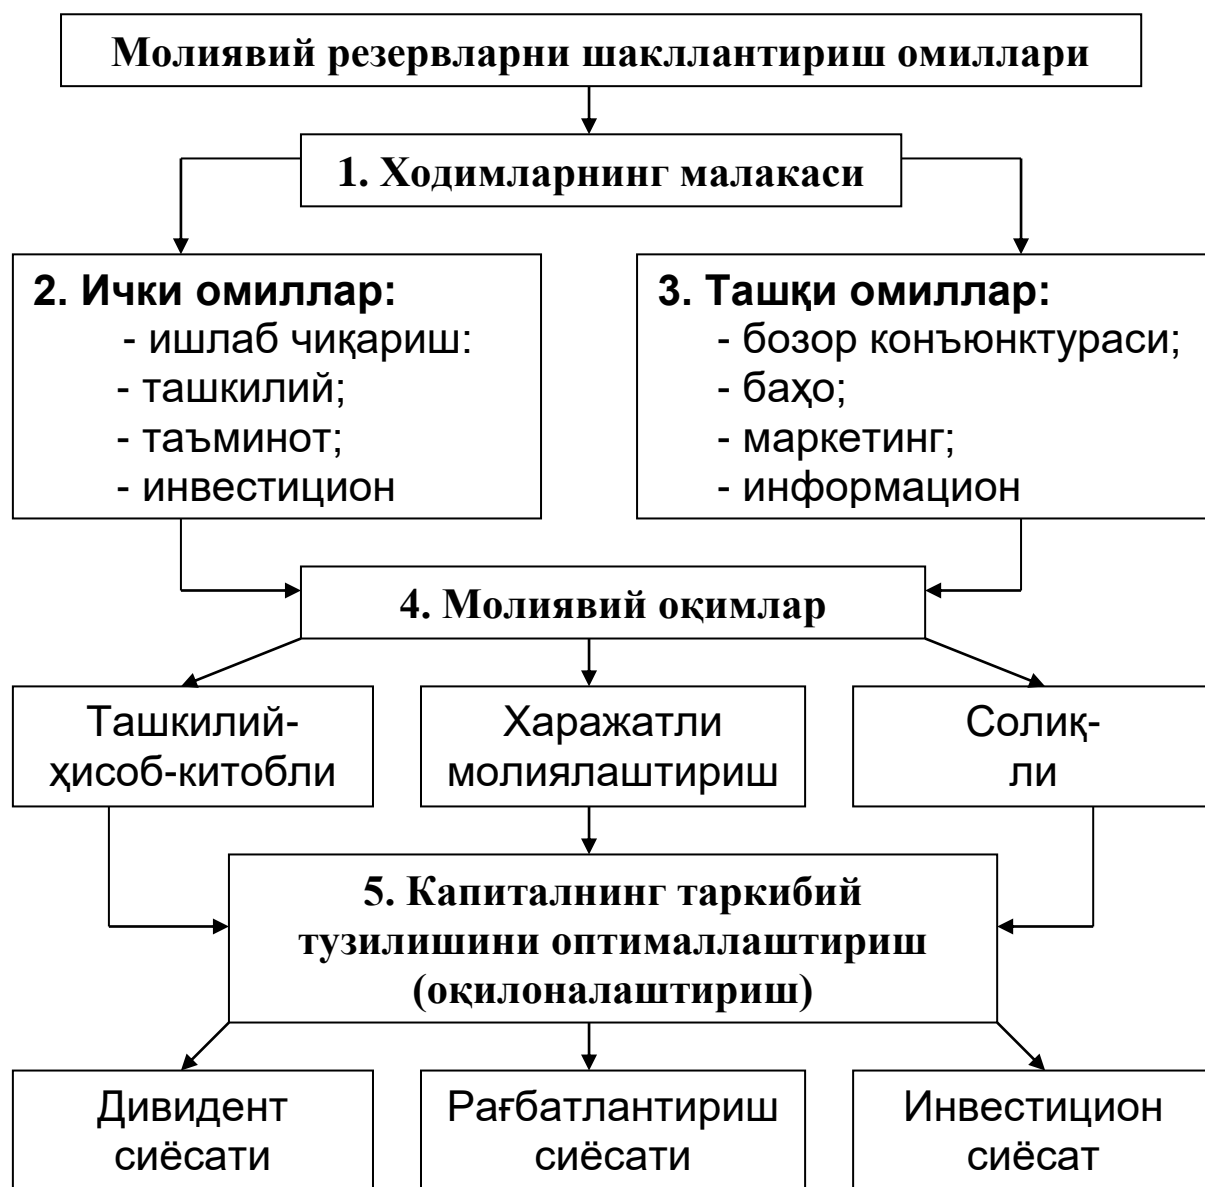 Молиявий резервларни шакллантириш омиллари
1. Ходимларнинг малакаси
2. Ички омиллар:
- ишлаб чиқариш:
- ташкилий;
- таъминот;
- инвестицион
3. Ташқи омиллар:
- бозор конъюнктураси;
- баҳо;
- маркетинг;
- информацион
4. Молиявий оқимлар
Ташкилий-
ҳисоб-китобли
Харажатли
молиялаштириш
Солиқ-
ли
5. Капиталнинг таркибий
тузилишини оптималлаштириш
(оқилоналаштириш)
Дивидент
сиёсати
Рағбатлантириш
сиёсати
Инвестицион
сиёсат